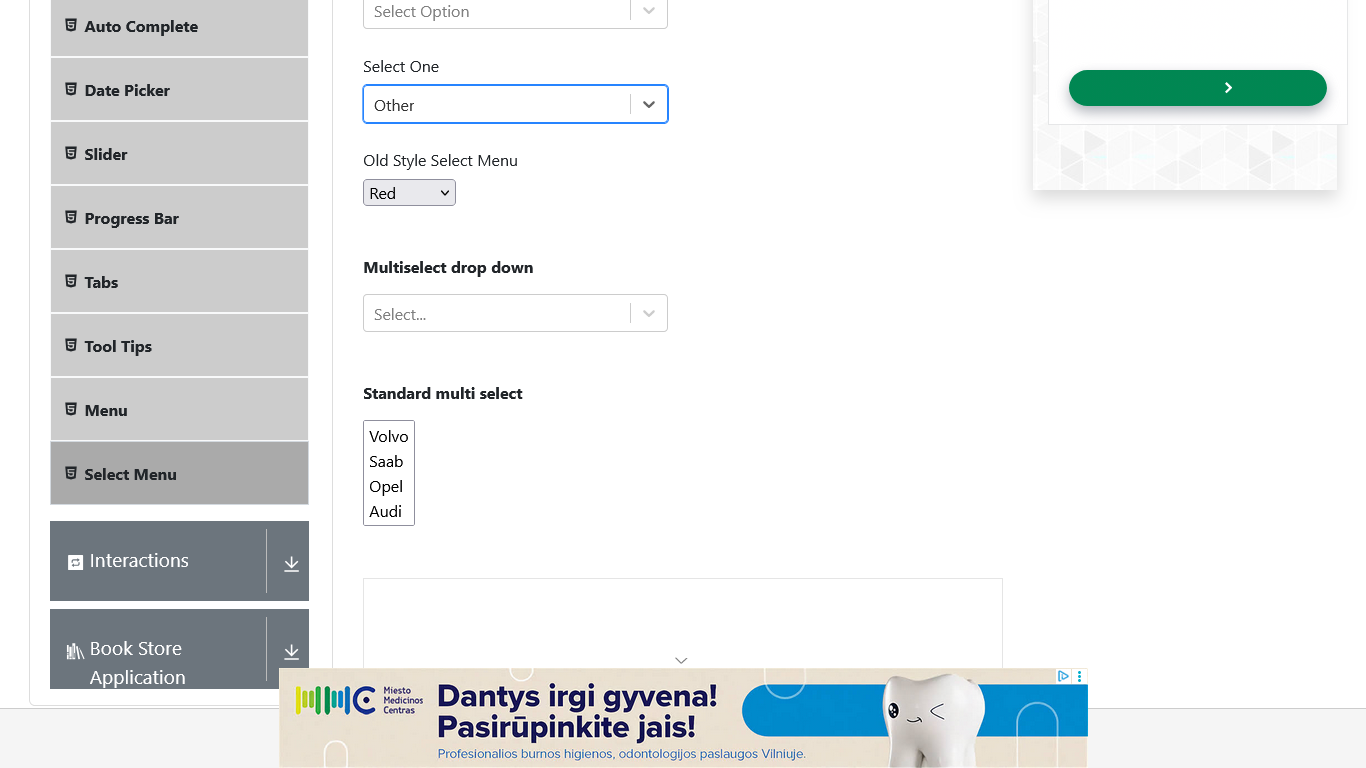 Auto Complete
Date Picker
Slider
Progress Bar
Tabs
Tool Tips
Menu
Select Menu
Interactions
Book Store
Application
Select Option
Select One
Other
Old Style Select Menu
Red
Multiselect drop down
Select...
Standard multi select
Volvo
Saab
Opel
Audi
Miesto
Medicinos
Centras
Dantys irgi gyvena!
Pasirūpinkite jais!
Profesionalios burnos higienos, odontologijos paslaugos Vilniuje.